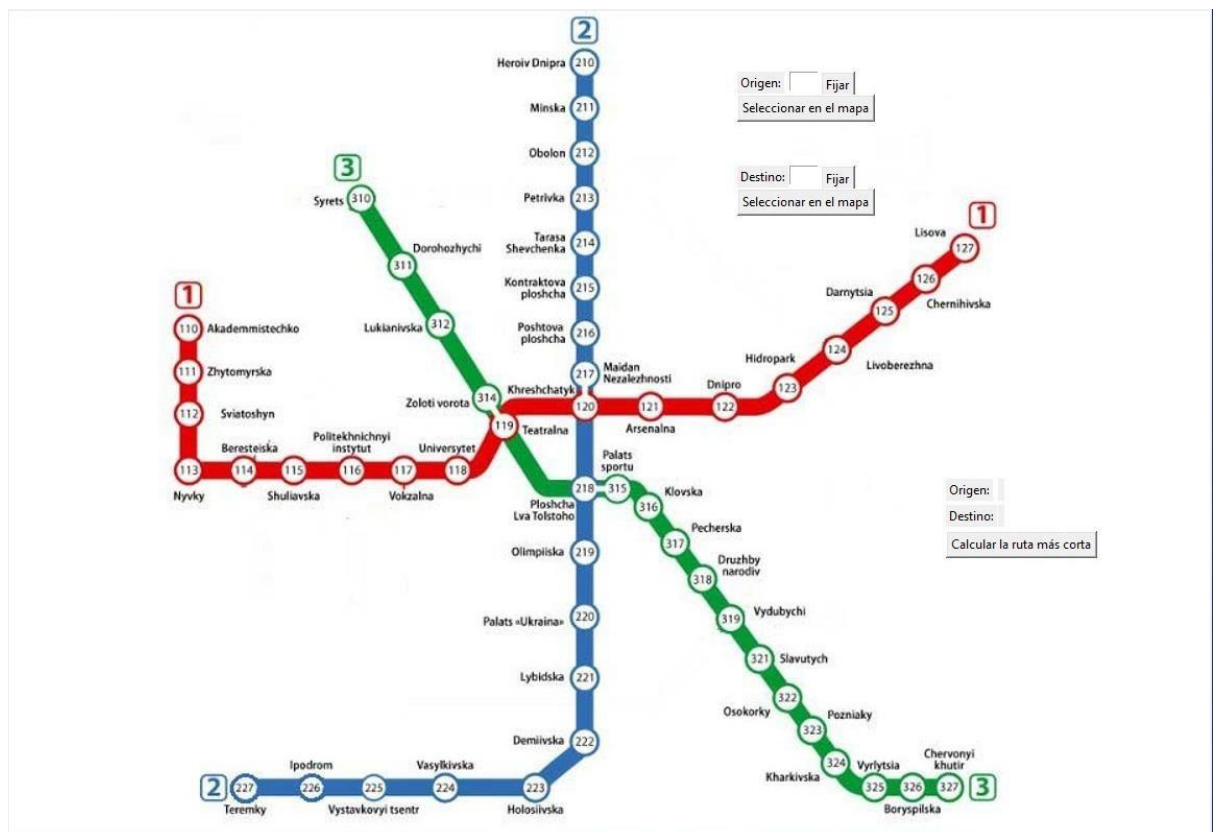 2
Heroiv Dnipra 210
Minska 211
Obolon 212
Petrivka 213
Tarasa
Shevchenka 214
Kontraktova
ploshcha 215
Poshtova
ploshcha 216
217 Maidan
Nezalezhnosti
Origen: Fijar
Seleccionar en el mapa
Destino: Fijar
Seleccionar en el mapa
3
Syrets 310
Dorohozhychi
311
Lukianivska 312
Zoloti vorota 314
1
110 Akademmistechko
111 Zhytomyrska
112 Sviatoshyn
113
Nyvky
Beresteiska
114
115
Shuliavska
Politekhnichnyi
instytut
116
117
Vokzalna
Universytet
118
119 Teatralna
Khreshchatyk
120
121
Arsenalna
Dnipro
122
Hidropark
123
124
Livoberezhna
Darnytsia
125
126
Chernihivska
Lisova
127
1
218
Ploshcha
Lva Tolstoho
Palats
sportu
315
Klovska
316
Pecherska
317
Druzhby
narodiv
318
Vydubychi
319
321 Slavutych
322
Osokorky
Pozniaky
323
324
Kharkivska
Vyrlytsia
325
326
Boryspilska
Chervonyi
khutir
327
3
Olimpiiska 219
Palats «Ukraina» 220
Lybidska 221
Demiivska 222
223
Holosiivska
Vasylkivska
224
225
Vystavkovyi tsentr
Ipodrom
226
227
Teremky
2
Origen:
Destino:
Calcular la ruta más corta